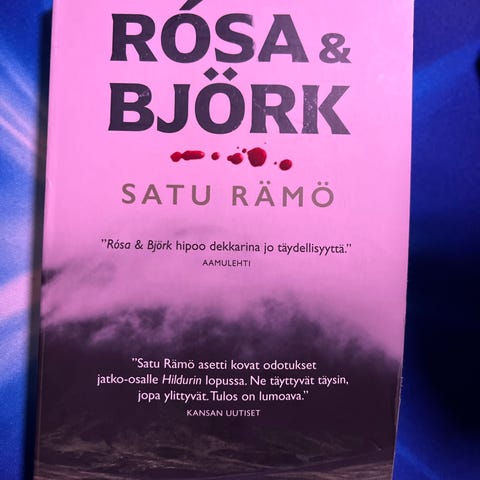 RÓSA &
BJÖRK
SATU RÄMÖ
”Rósa & Björk hipoo dekkarina jo täydellisyyttä.”
AAMULEHTI
”Satu Rämö asetti kovat odotukset
jatko-osalle Hildurin lopussa. Ne täyttyvät täysin,
jopa ylittyvät. Tulos on lumoava.”
KANSAN UUTISET